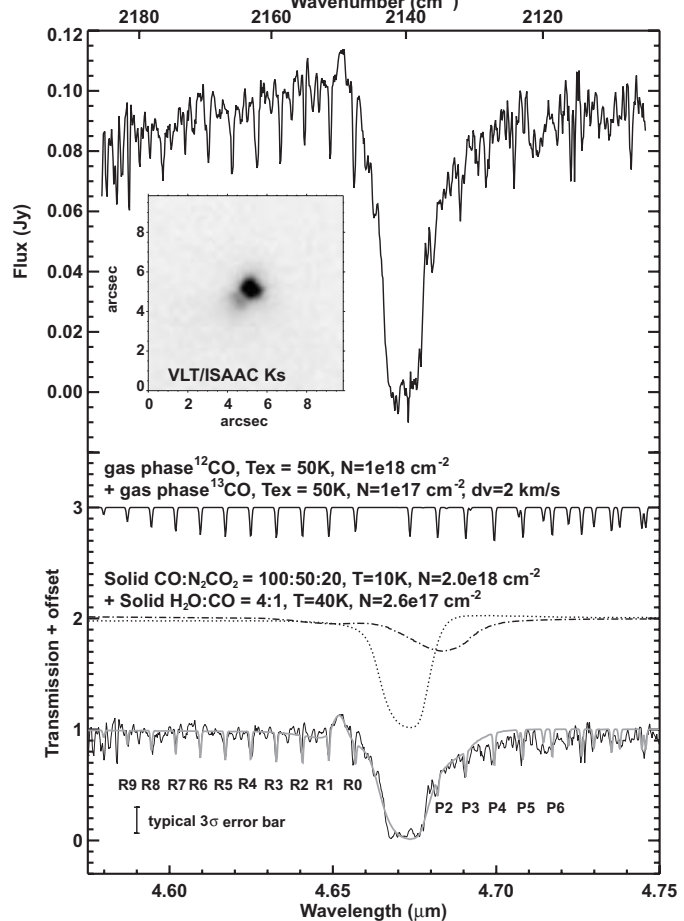 Wavenumber (cm⁻¹)
2180 2160 2140 2120
0.12
0.10
0.08
0.06
0.04
0.02
0.00
Flux (Jy)
8
6
4
2
0
arcsec
VLT/ISAAC Ks
0 2 4 6 8
arcsec
gas phase ¹²CO, Tex = 50K, N=1e18 cm⁻²
+ gas phase ¹³CO, Tex = 50K, N=1e17 cm⁻², dv=2 km/s
3
Solid CO:N₂CO₂ = 100:50:20, T=10K, N=2.0e18 cm⁻²
+ Solid H₂O:CO = 4:1, T=40K, N=2.6e17 cm⁻²
2
Transmission + offset
1
R9 R8 R7 R6 R5 R4 R3 R2 R1 R0
P2 P3 P4 P5 P6
typical 3σ error bar
0
4.60 4.65 4.70 4.75
Wavelength (μm)